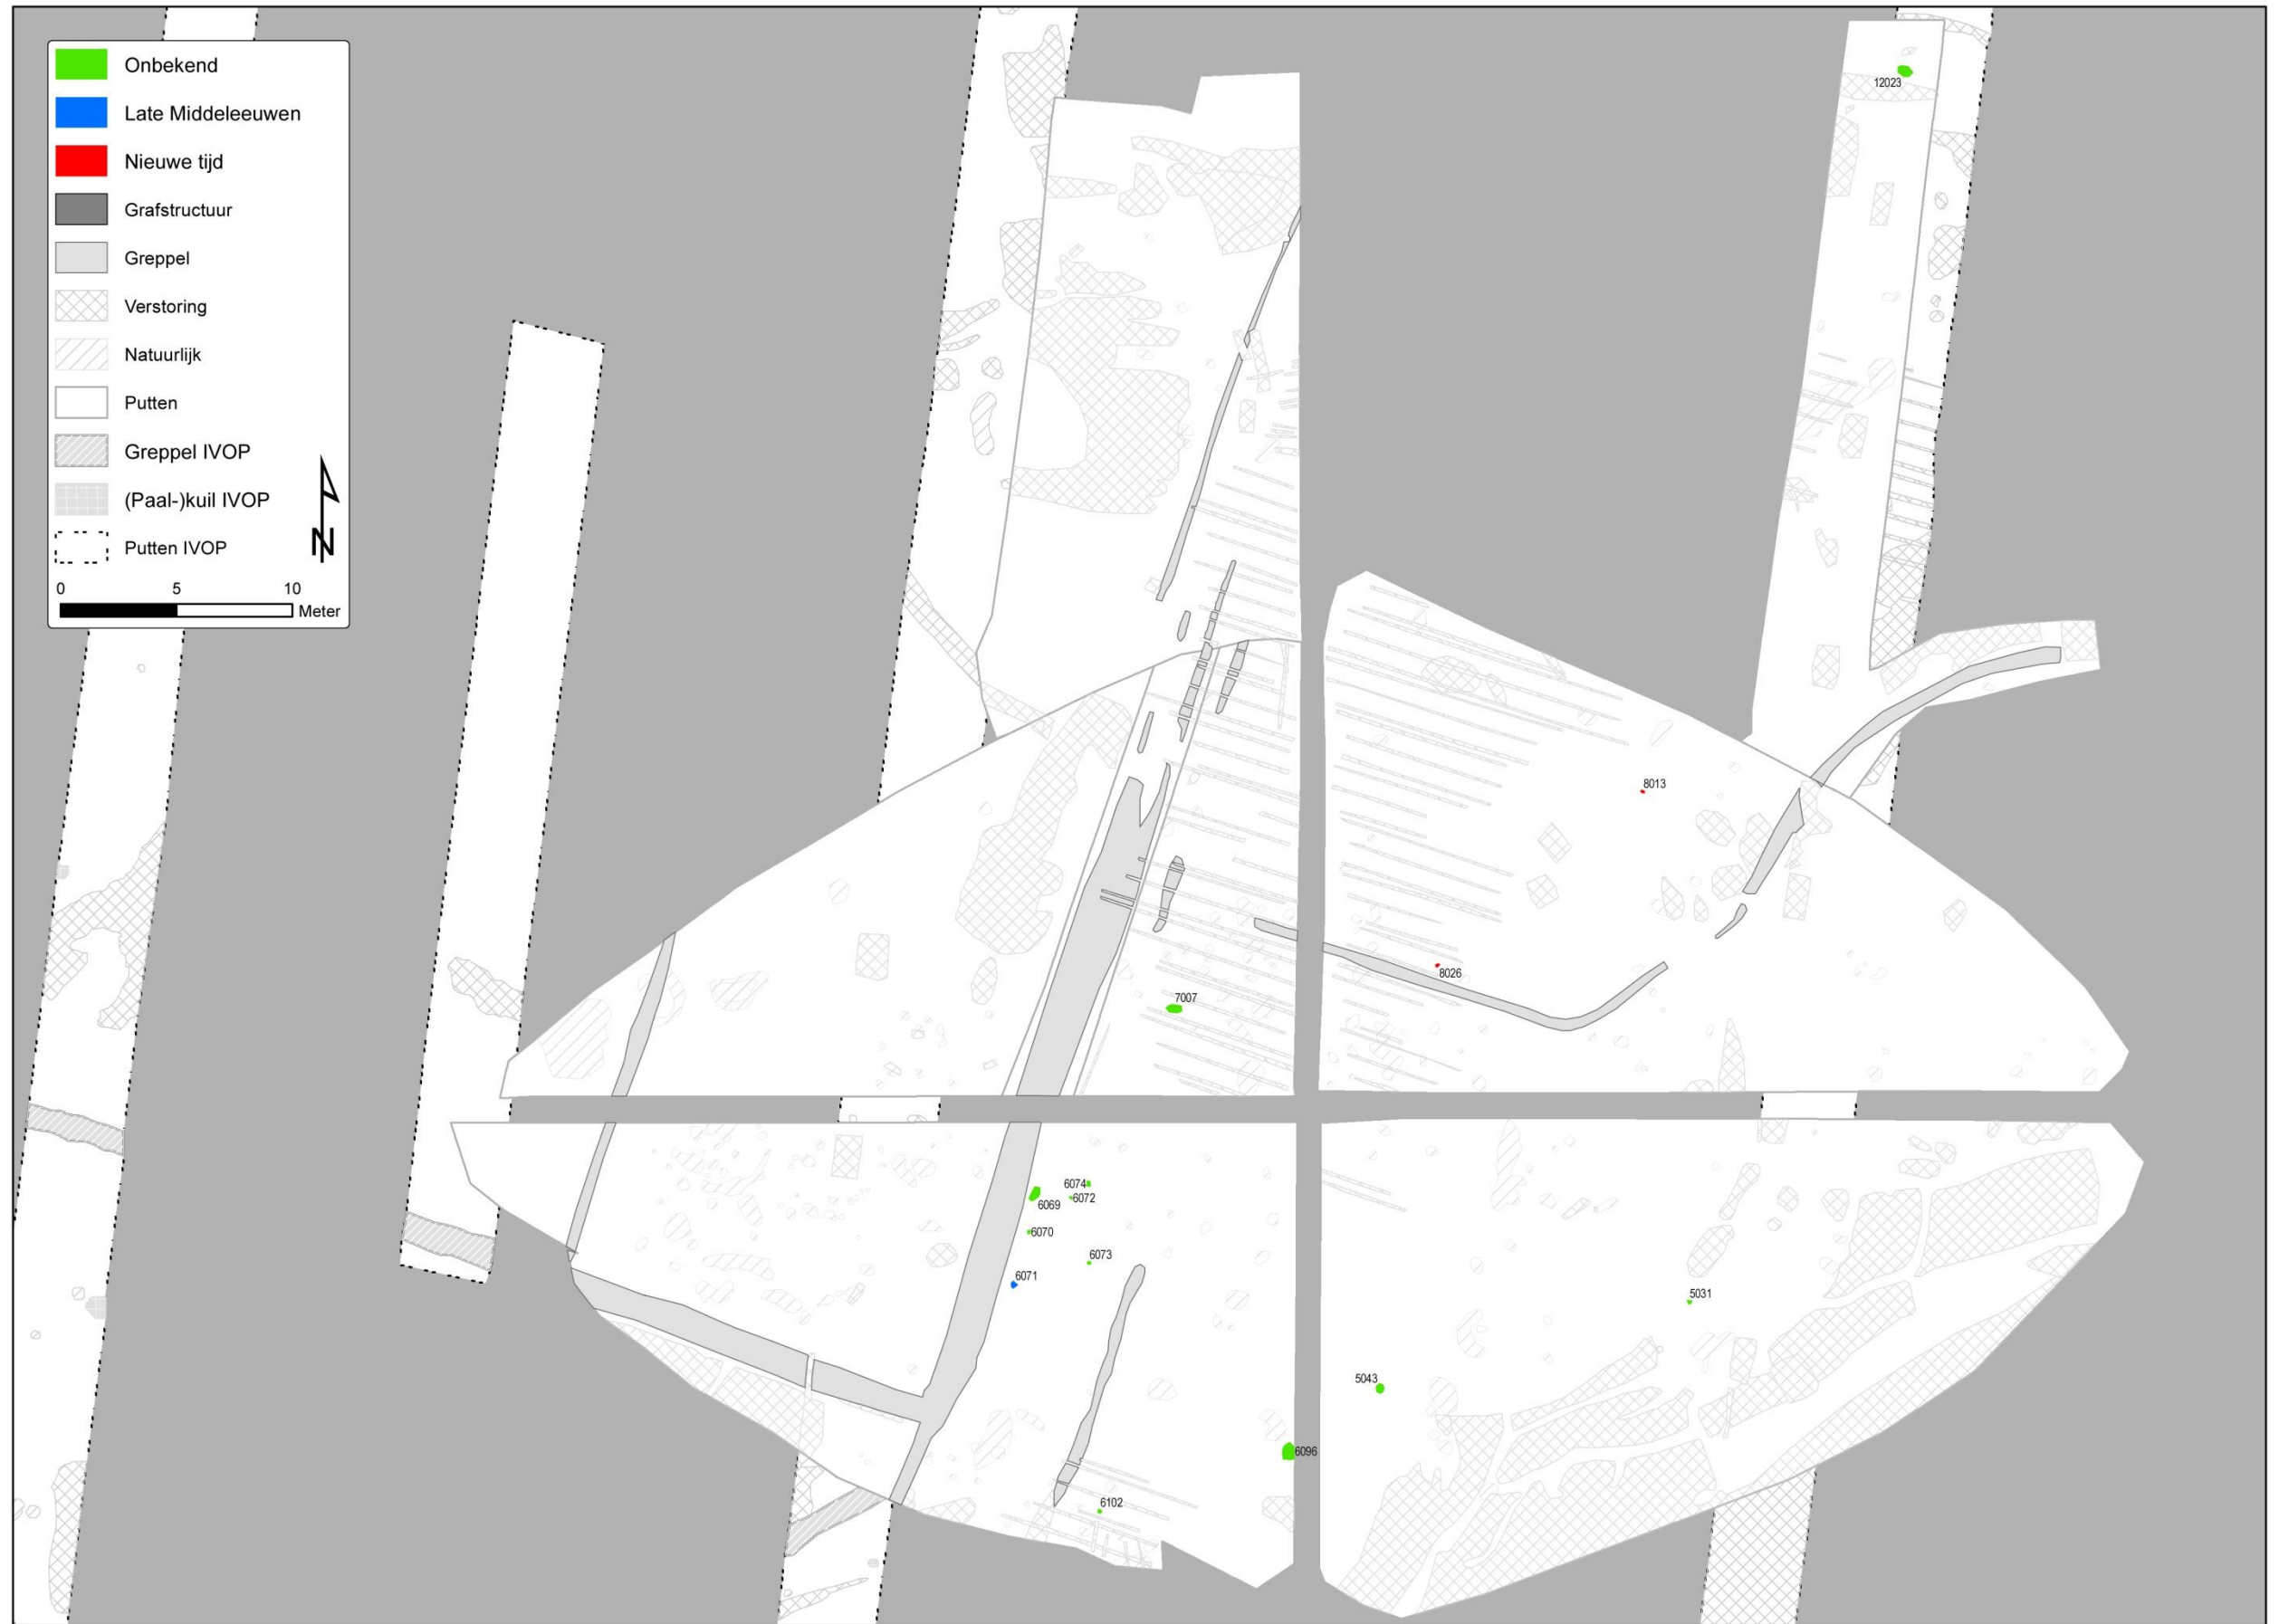 Onbekend
Late Middeleeuwen
Nieuwe tijd
Grafstructuur
Greppel
Verstoring
Natuurlijk
Putten
Greppel IVOP
(Paal-)kuil IVOP
Putten IVOP
N
0 5 10
Meter
12023
8013
8026
7007
6074
6072
6069
6070
6073
6071
5031
5043
6096
6102